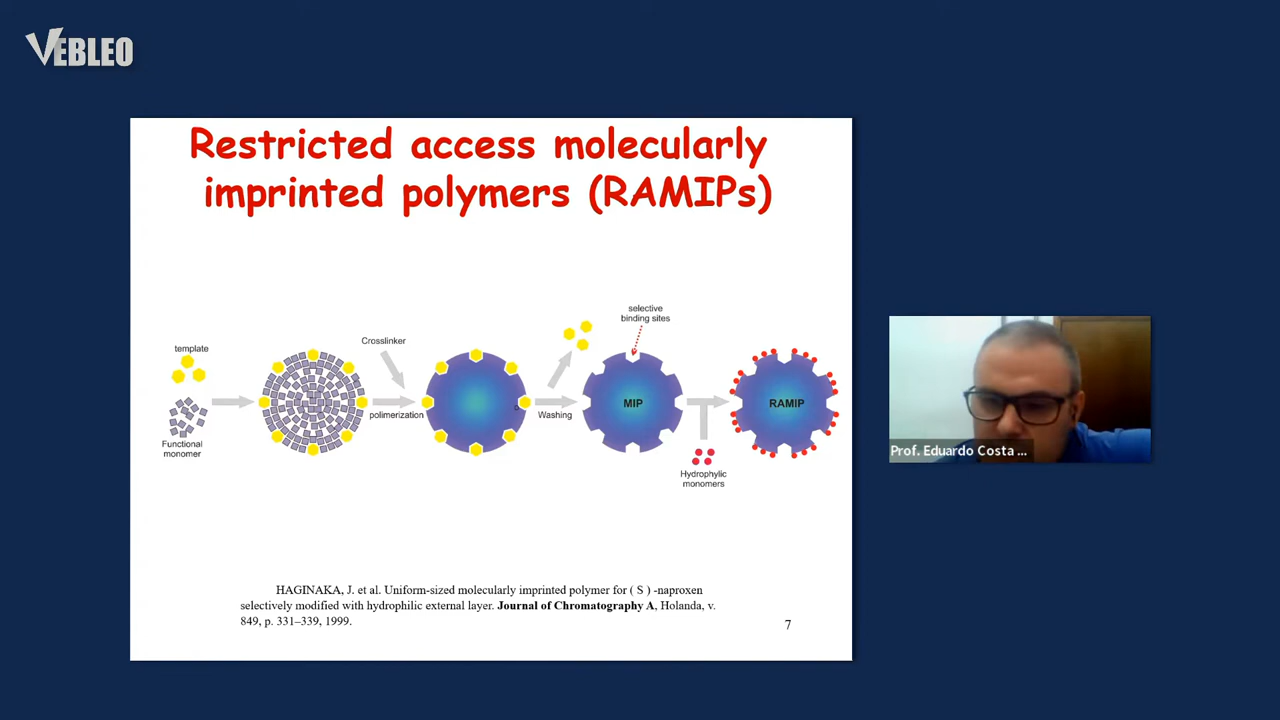 VEBLEO
Restricted access molecularly
imprinted polymers (RAMIPs)
selective
binding sites
template
Crosslinker
MIP
RAMIP
polimerization
Washing
Functional
monomer
Hydrophylic
monomers
Prof. Eduardo Costa ...
HAGINAKA, J. et al. Uniform-sized molecularly imprinted polymer for ( S ) -naproxen
selectively modified with hydrophilic external layer. Journal of Chromatography A, Holanda, v.
849, p. 331–339, 1999.
7